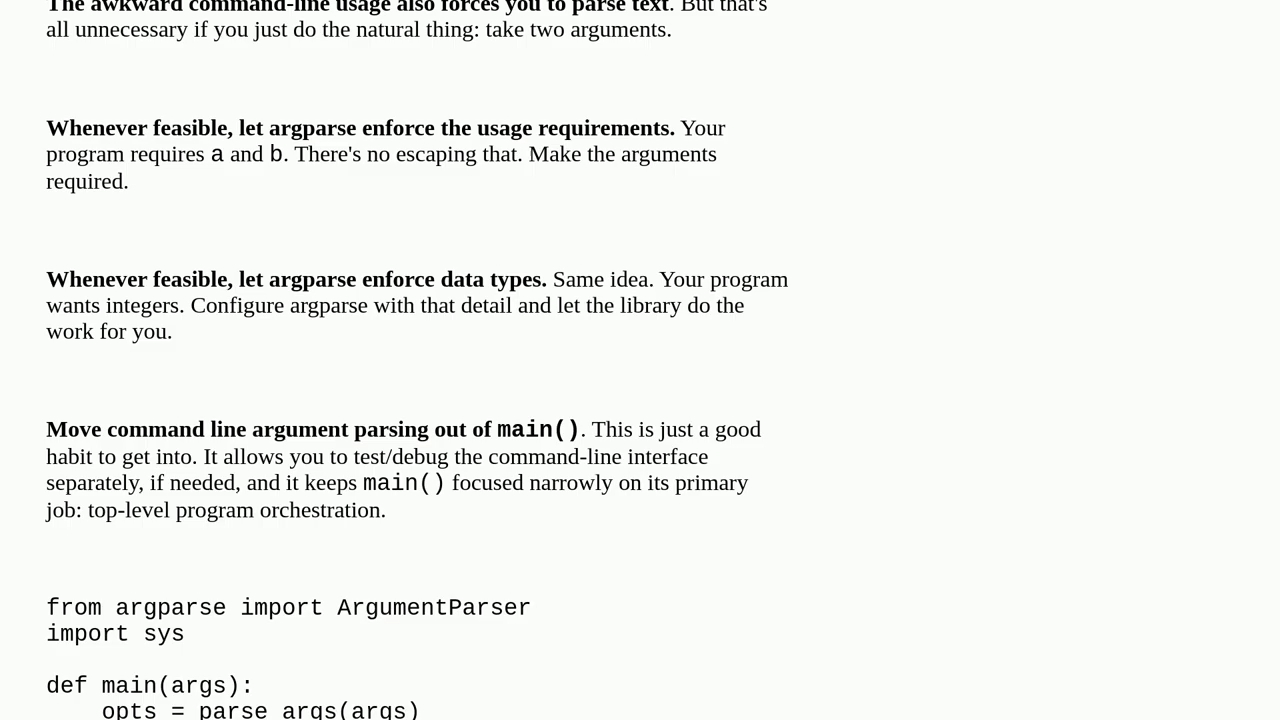 The awkward command-line usage also forces you to parse text. But that's
all unnecessary if you just do the natural thing: take two arguments.
Whenever feasible, let argparse enforce the usage requirements. Your
program requires a and b. There's no escaping that. Make the arguments
required.
Whenever feasible, let argparse enforce data types. Same idea. Your program
wants integers. Configure argparse with that detail and let the library do the
work for you.
Move command line argument parsing out of main(). This is just a good
habit to get into. It allows you to test/debug the command-line interface
separately, if needed, and it keeps main() focused narrowly on its primary
job: top-level program orchestration.
from argparse import ArgumentParser
import sys
def main(args):
    opts = parse_args(args)